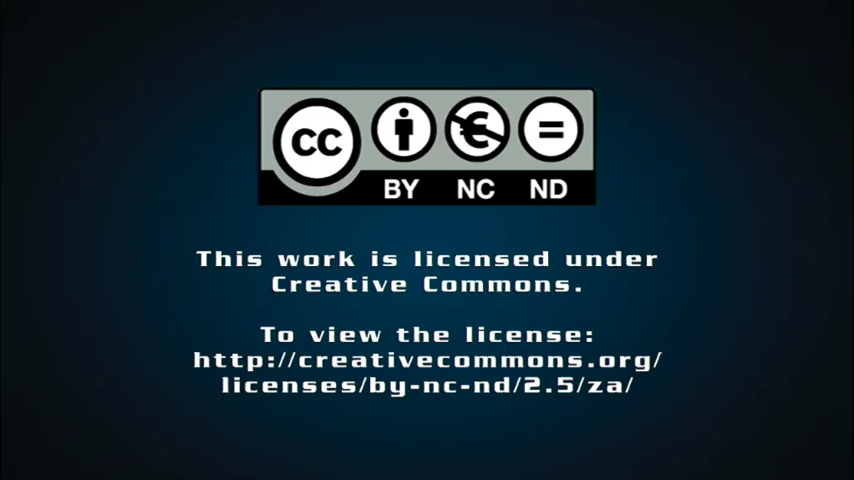 CC
BY NC ND
This work is licensed under
Creative Commons.
To view the license:
http://creativecommons.org/
licenses/by-nc-nd/2.5/za/